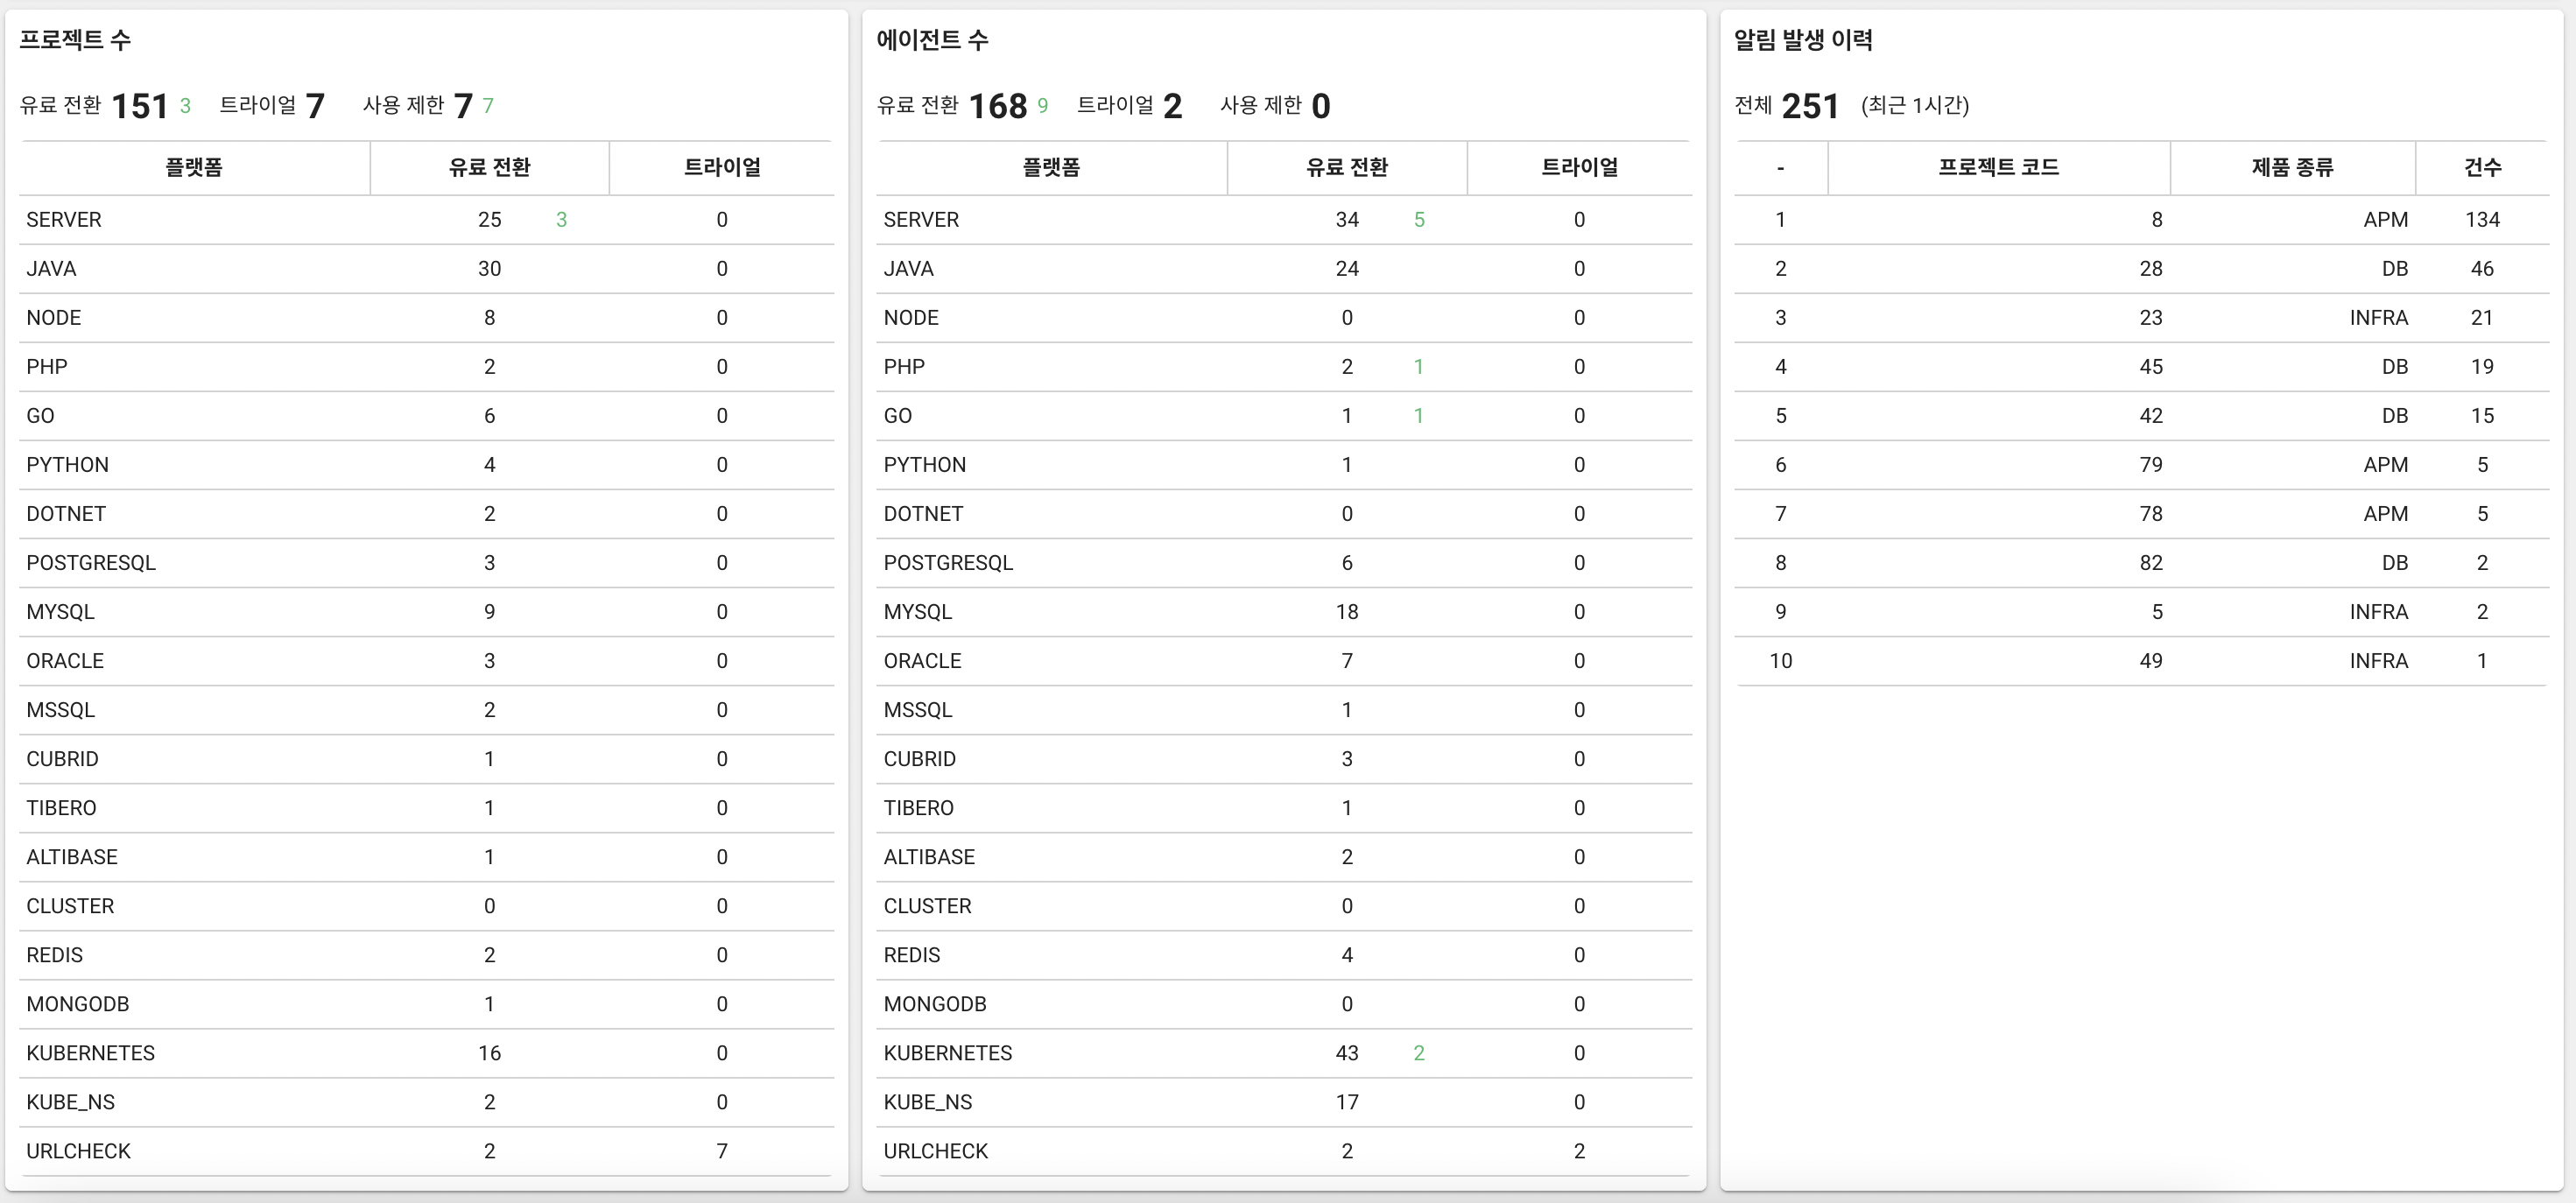 프로젝트 수
유료 전환 151 3 트라이얼 7 사용 제한 7 7
플랫폼 유료 전환 트라이얼
SERVER 25 3 0
JAVA 30 0
NODE 8 0
PHP 2 0
GO 6 0
PYTHON 4 0
DOTNET 2 0
POSTGRESQL 3 0
MYSQL 9 0
ORACLE 3 0
MSSQL 2 0
CUBRID 1 0
TIBERO 1 0
ALTIBASE 1 0
CLUSTER 0 0
REDIS 2 0
MONGODB 1 0
KUBERNETES 16 0
KUBE_NS 2 0
URLCHECK 2 7
에이전트 수
유료 전환 168 9 트라이얼 2 사용 제한 0
플랫폼 유료 전환 트라이얼
SERVER 34 5 0
JAVA 24 0
NODE 0 0
PHP 2 1 0
GO 1 1 0
PYTHON 1 0
DOTNET 0 0
POSTGRESQL 6 0
MYSQL 18 0
ORACLE 7 0
MSSQL 1 0
CUBRID 3 0
TIBERO 1 0
ALTIBASE 2 0
CLUSTER 0 0
REDIS 4 0
MONGODB 0 0
KUBERNETES 43 2 0
KUBE_NS 17 0
URLCHECK 2 2
알림 발생 이력
전체 251 (최근 1시간)
- 프로젝트 코드 제품 종류 건수
1 8 APM 134
2 28 DB 46
3 23 INFRA 21
4 45 DB 19
5 42 DB 15
6 79 APM 5
7 78 APM 5
8 82 DB 2
9 5 INFRA 2
10 49 INFRA 1